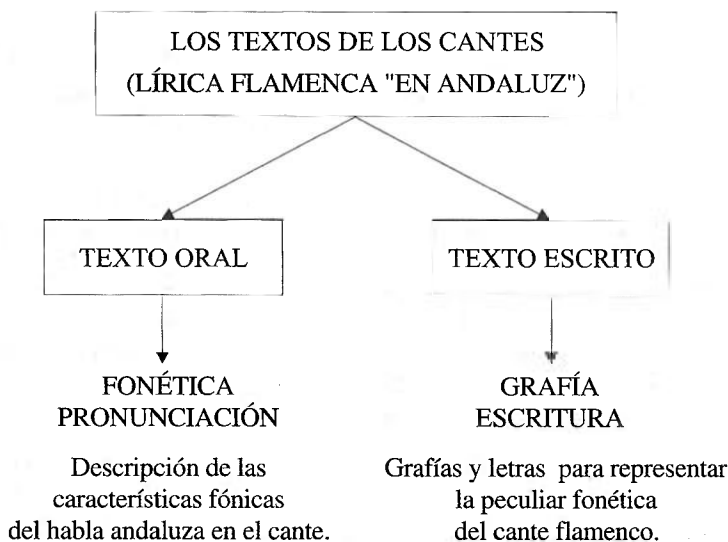 LOS TEXTOS DE LOS CANTES
(LÍRICA FLAMENCA "EN ANDALUZ")
TEXTO ORAL
TEXTO ESCRITO
FONÉTICA
PRONUNCIACIÓN
GRAFÍA
ESCRITURA
Descripción de las
características fónicas
del habla andaluza en el cante.
Grafías y letras para representar
la peculiar fonética
del cante flamenco.